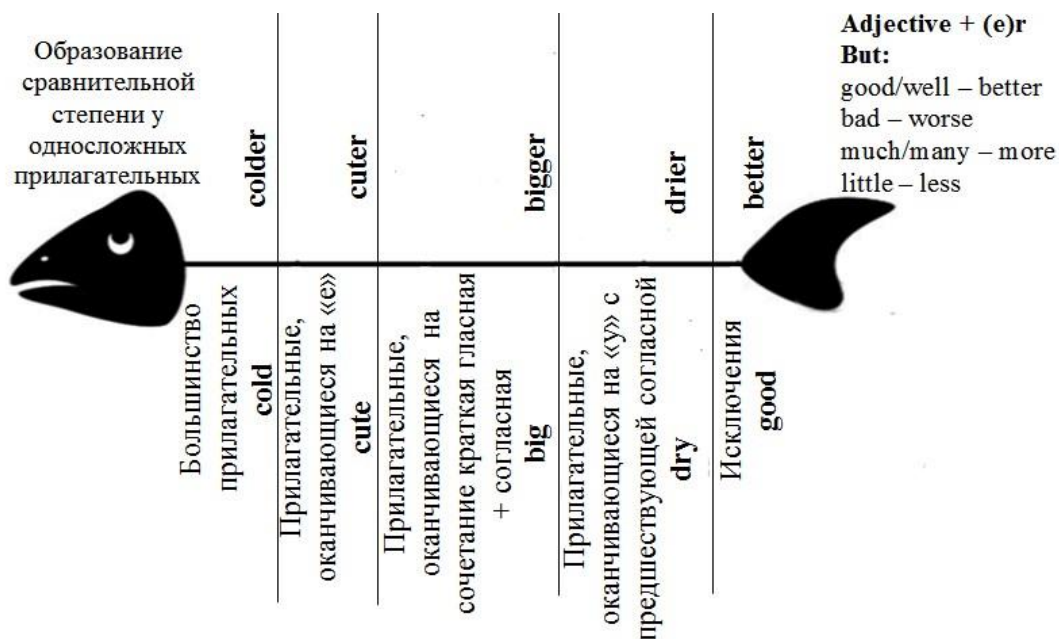 Образование
сравнительной
степени у
односложных
прилагательных
colder
cuter
bigger
drier
better
Adjective + (e)r
But:
good/well – better
bad – worse
much/many – more
little – less
Большинство
прилагательных
cold
Прилагательные,
оканчивающиеся на «е»
cute
Прилагательные,
оканчивающиеся на
сочетание краткая гласная
+ согласная
big
Прилагательные,
оканчивающиеся на «y» с
предшествующей согласной
dry
Исключения
good